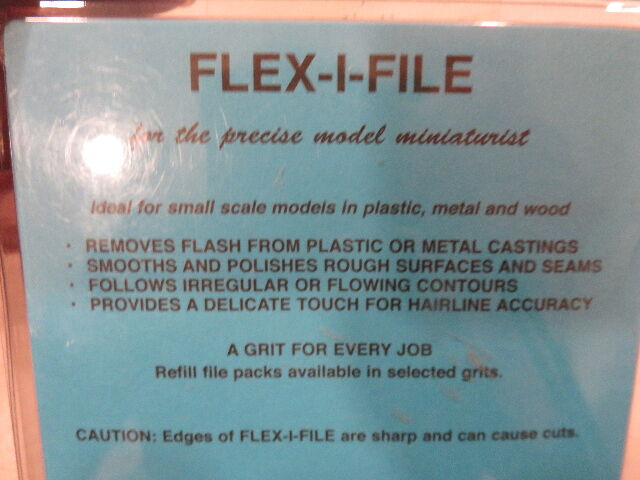 FLEX-I-FILE
for the precise model miniaturist
Ideal for small scale models in plastic, metal and wood
· REMOVES FLASH FROM PLASTIC OR METAL CASTINGS
· SMOOTHS AND POLISHES ROUGH SURFACES AND SEAMS
· FOLLOWS IRREGULAR OR FLOWING CONTOURS
· PROVIDES A DELICATE TOUCH FOR HAIRLINE ACCURACY
A GRIT FOR EVERY JOB
Refill file packs available in selected grits.
CAUTION: Edges of FLEX-I-FILE are sharp and can cause cuts.